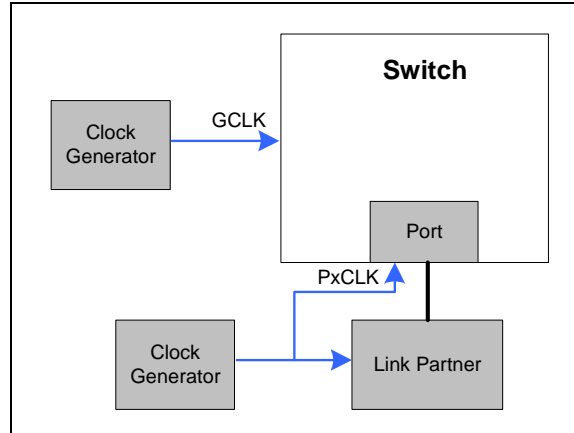 Switch
Clock
Generator
GCLK
Port
PxCLK
Clock
Generator
Link Partner